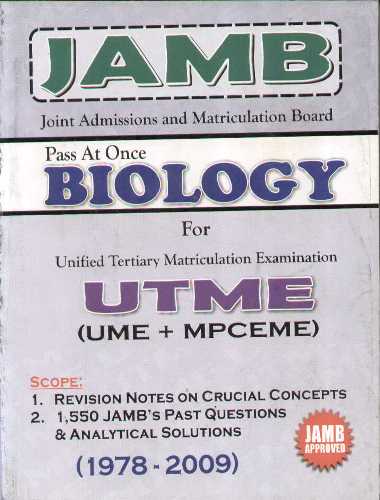 JAMB
Joint Admissions and Matriculation Board
Pass At Once
BIOLOGY
For
Unified Tertiary Matriculation Examination
UTME
(UME + MPCEME)
SCOPE:
1. REVISION NOTES ON CRUCIAL CONCEPTS
2. 1,550 JAMB'S PAST QUESTIONS
& ANALYTICAL SOLUTIONS
(1978 - 2009)
JAMB
APPROVED